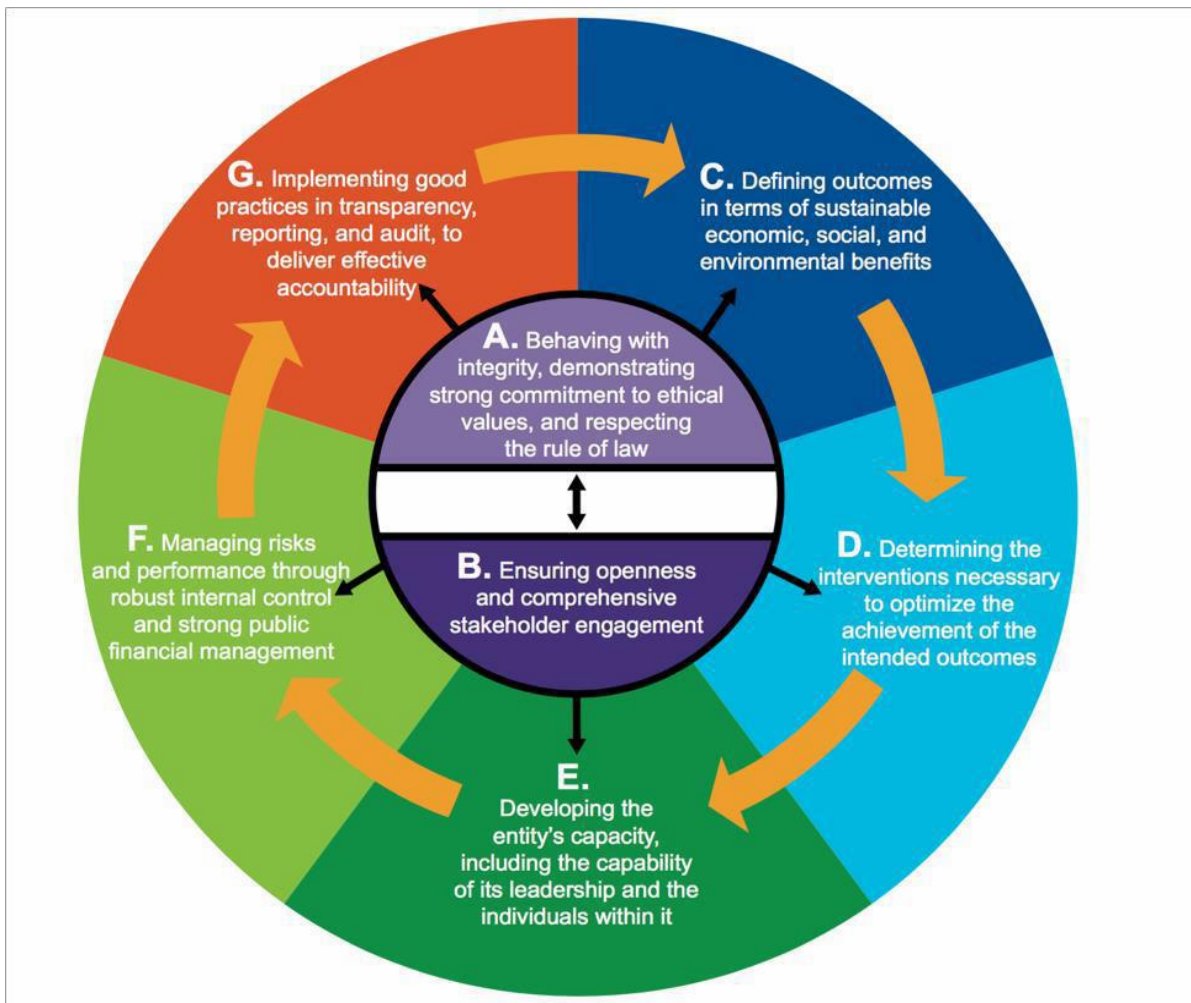 A. Behaving with
integrity, demonstrating
strong commitment to ethical
values, and respecting
the rule of law
B. Ensuring openness
and comprehensive
stakeholder engagement
C. Defining outcomes
in terms of sustainable
economic, social, and
environmental benefits
D. Determining the
interventions necessary
to optimize the
achievement of the
intended outcomes
E.
Developing the
entity's capacity,
including the capability
of its leadership and the
individuals within it
F. Managing risks
and performance through
robust internal control
and strong public
financial management
G. Implementing good
practices in transparency,
reporting, and audit, to
deliver effective
accountability